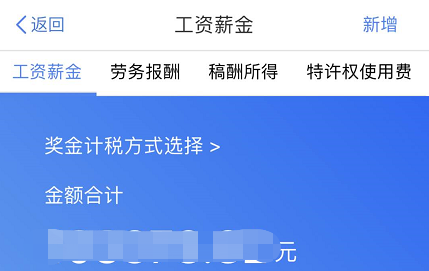 返回 工资薪金 新增
工资薪金 劳务报酬 稿酬所得 特许权使用费
奖金计税方式选择 >
金额合计
元